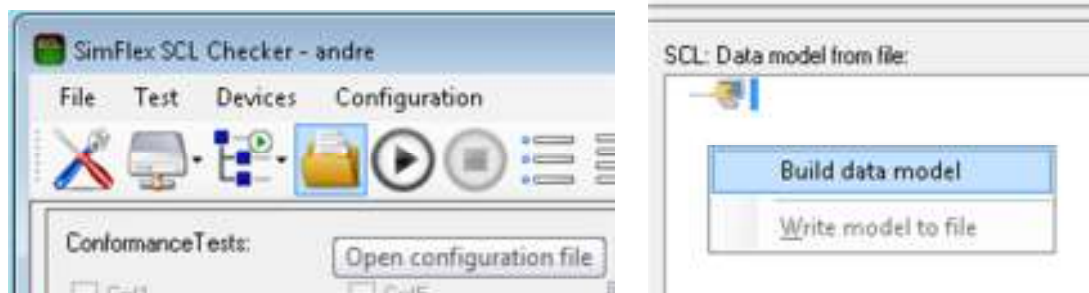 SimFlex SCL Checker - andre
File Test Devices Configuration
ConformanceTests:
Open configuration file
SCL: Data model from file:
Build data model
Write model to file